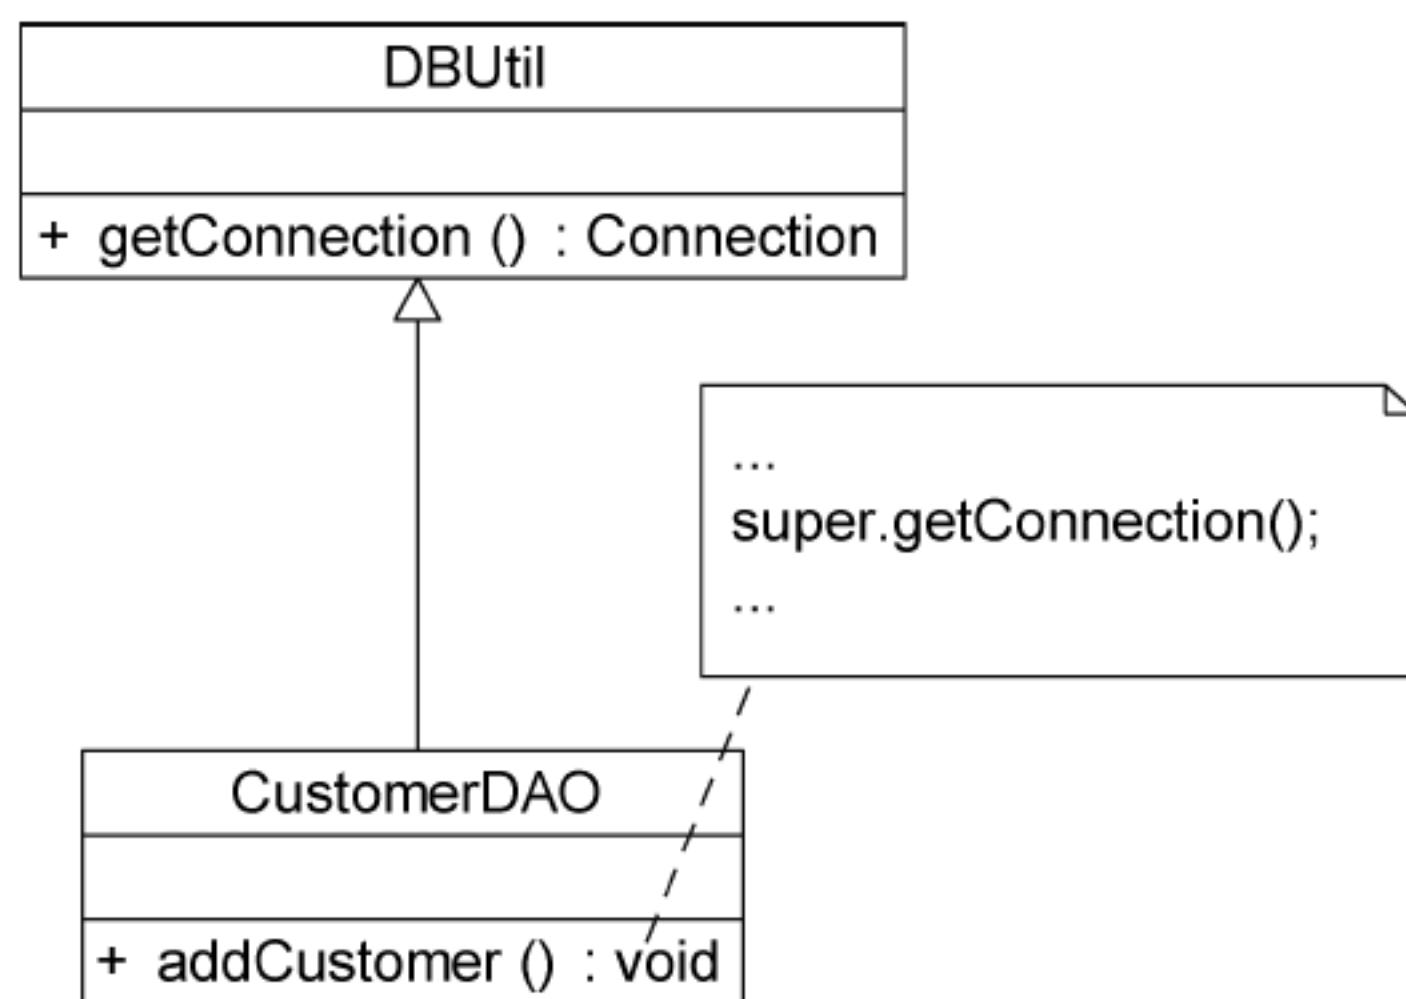 DBUtil
+ getConnection () : Connection
...
super.getConnection();
...
CustomerDAO
+ addCustomer () : void